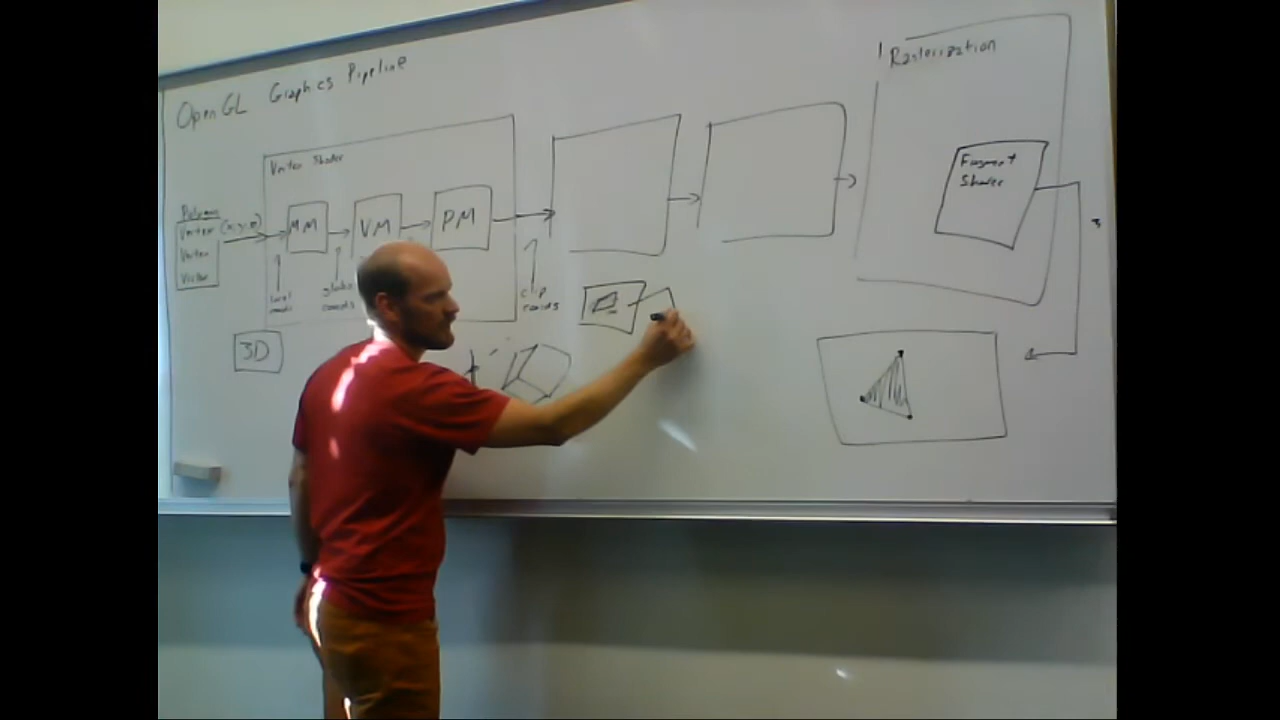 OpenGL Graphics Pipeline
Rasterization
Vertex Shader
Fragment
Shader
Polygon
(x,y,z)
Vertex
Vertex
Vertex
MM
VM
PM
local
coords
global
coords
clip
coords
3D